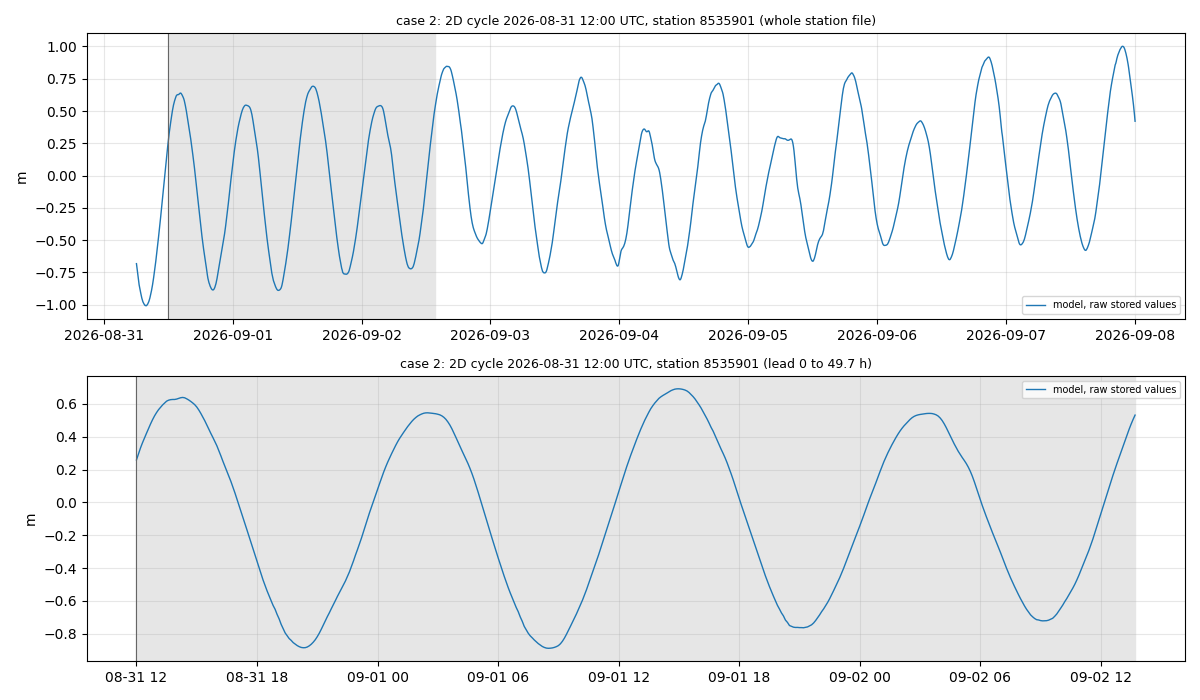 case 2: 2D cycle 2026-08-31 12:00 UTC, station 8535901 (whole station file)
1.00
0.75
0.50
0.25
0.00
−0.25
−0.50
−0.75
−1.00
m
model, raw stored values
2026-08-31 2026-09-01 2026-09-02 2026-09-03 2026-09-04 2026-09-05 2026-09-06 2026-09-07 2026-09-08
case 2: 2D cycle 2026-08-31 12:00 UTC, station 8535901 (lead 0 to 49.7 h)
model, raw stored values
0.6
0.4
0.2
0.0
−0.2
−0.4
−0.6
−0.8
m
08-31 12 08-31 18 09-01 00 09-01 06 09-01 12 09-01 18 09-02 00 09-02 06 09-02 12